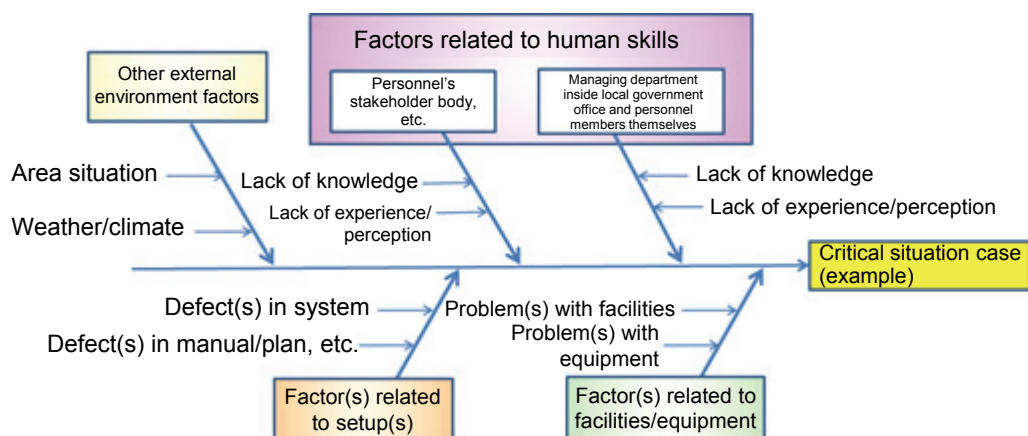 Factors related to human skills
Other external
environment factors
Personnel's
stakeholder body,
etc.
Managing department
inside local government
office and personnel
members themselves
Area situation
Weather/climate
Lack of knowledge
Lack of experience/
perception
Lack of knowledge
Lack of experience/perception
Critical situation case
(example)
Defect(s) in system
Defect(s) in manual/plan, etc.
Problem(s) with facilities
Problem(s) with
equipment
Factor(s) related
to setup(s)
Factor(s) related to
facilities/equipment